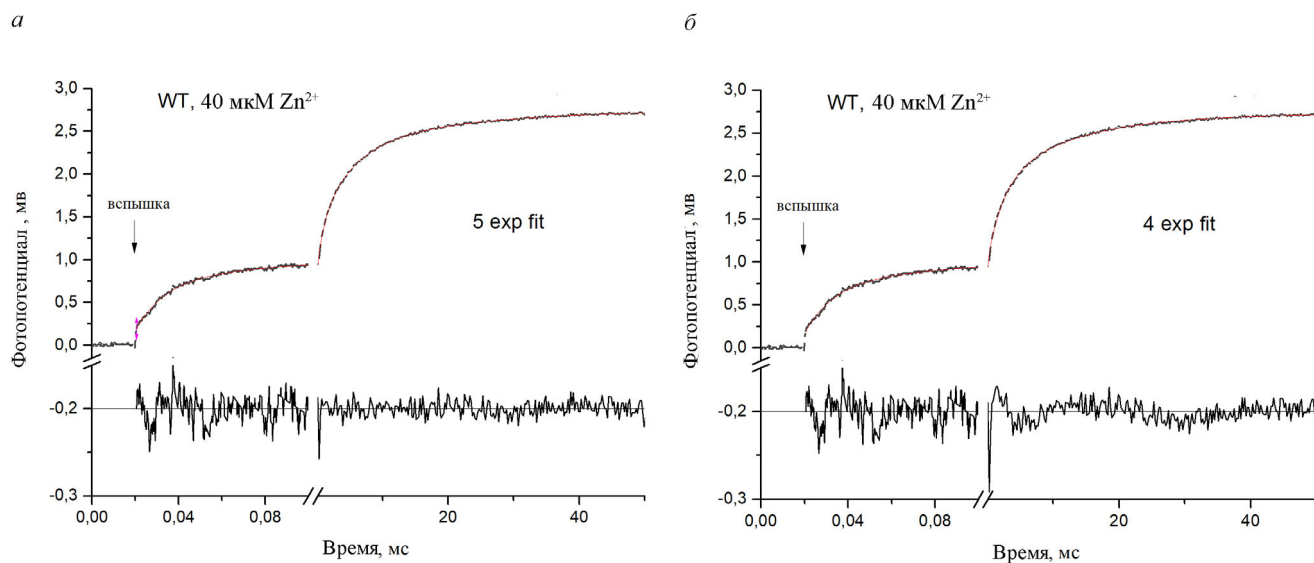 а
WT, 40 мкМ Zn²⁺
3,0
2,5
2,0
1,5
1,0
0,5
0,0
-0,2
-0,3
Фотопотенциал , мв
вспышка
5 exp fit
0,00
0,04
0,08
20
40
Время, мс
б
WT, 40 мкМ Zn²⁺
3,0
2,5
2,0
1,5
1,0
0,5
0,0
-0,2
-0,3
Фотопотенциал, мв
вспышка
4 exp fit
0,00
0,04
0,08
20
40
Время, мс